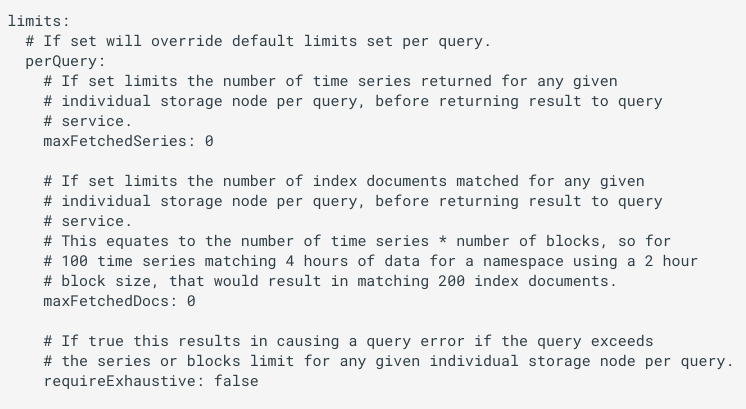 limits:
  # If set will override default limits set per query.
  perQuery:
    # If set limits the number of time series returned for any given
    # individual storage node per query, before returning result to query
    # service.
    maxFetchedSeries: 0

    # If set limits the number of index documents matched for any given
    # individual storage node per query, before returning result to query
    # service.
    # This equates to the number of time series * number of blocks, so for
    # 100 time series matching 4 hours of data for a namespace using a 2 hour
    # block size, that would result in matching 200 index documents.
    maxFetchedDocs: 0

    # If true this results in causing a query error if the query exceeds
    # the series or blocks limit for any given individual storage node per query.
    requireExhaustive: false